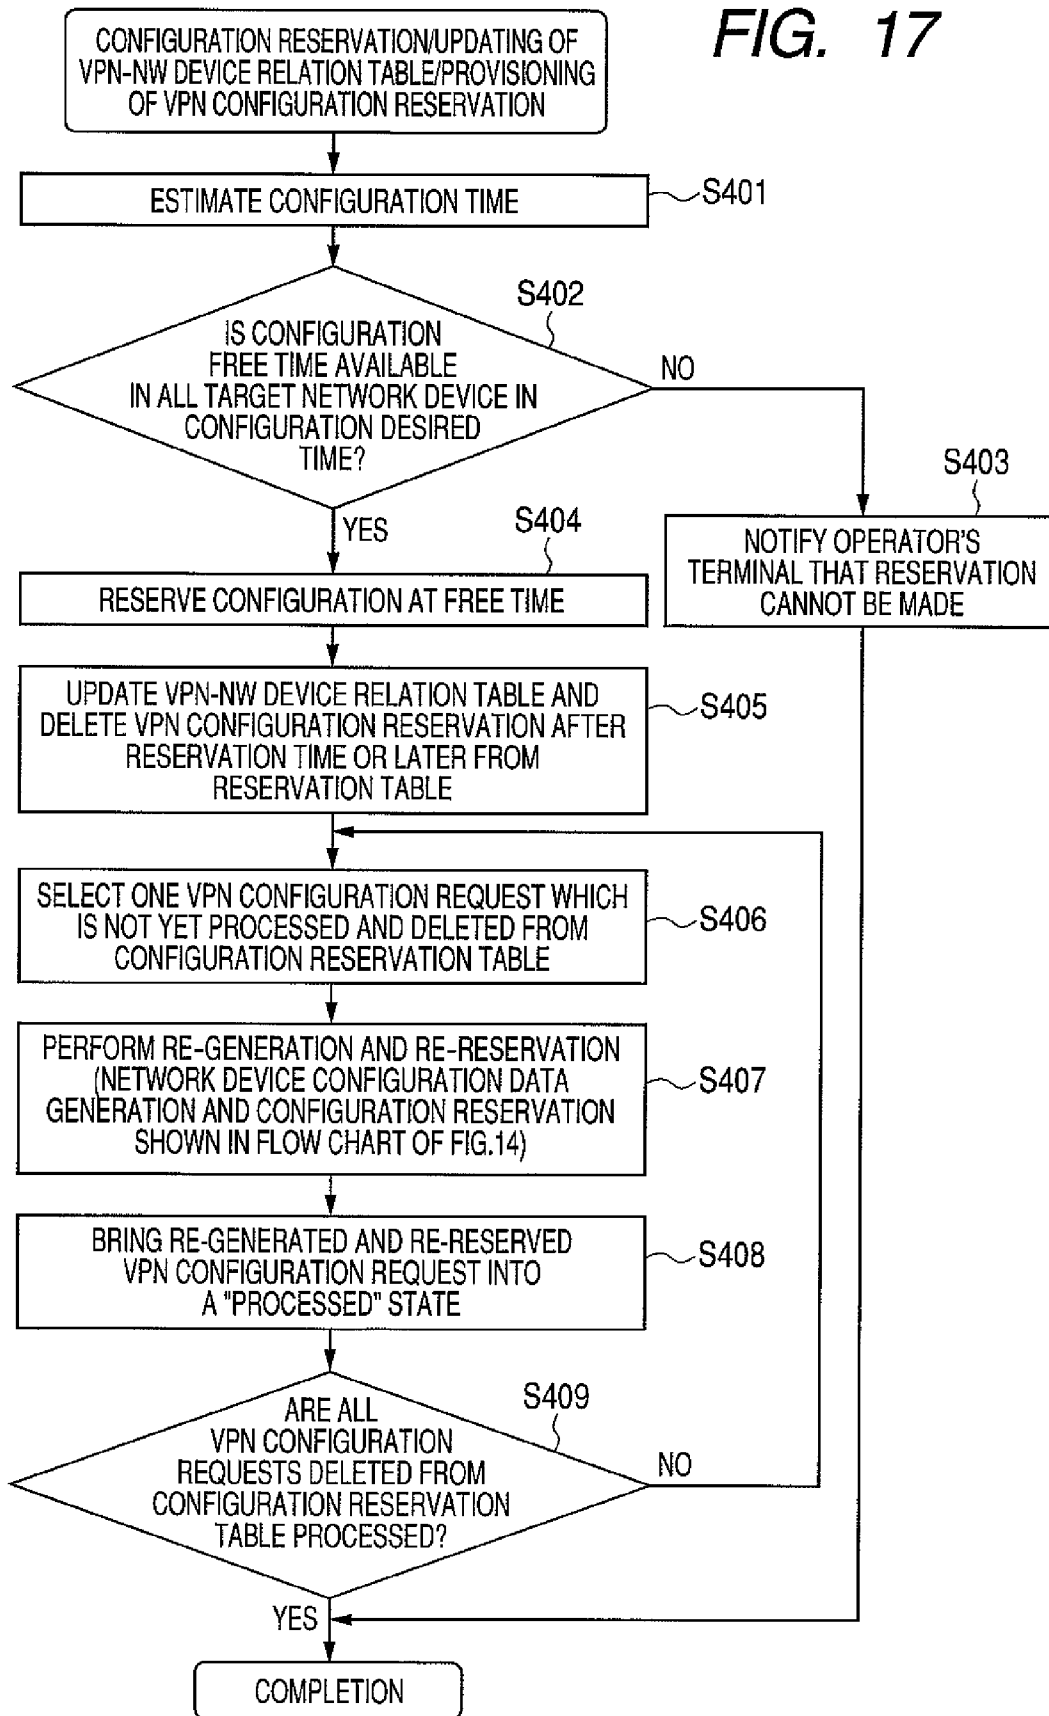 FIG. 17
CONFIGURATION RESERVATION/UPDATING OF
VPN-NW DEVICE RELATION TABLE/PROVISIONING
OF VPN CONFIGURATION RESERVATION
ESTIMATE CONFIGURATION TIME
S401
S402
IS CONFIGURATION
FREE TIME AVAILABLE
IN ALL TARGET NETWORK DEVICE IN
CONFIGURATION DESIRED
TIME?
NO
YES
S403
NOTIFY OPERATOR'S
TERMINAL THAT RESERVATION
CANNOT BE MADE
S404
RESERVE CONFIGURATION AT FREE TIME
UPDATE VPN-NW DEVICE RELATION TABLE AND
DELETE VPN CONFIGURATION RESERVATION AFTER
RESERVATION TIME OR LATER FROM
RESERVATION TABLE
S405
SELECT ONE VPN CONFIGURATION REQUEST WHICH
IS NOT YET PROCESSED AND DELETED FROM
CONFIGURATION RESERVATION TABLE
S406
PERFORM RE-GENERATION AND RE-RESERVATION
(NETWORK DEVICE CONFIGURATION DATA
GENERATION AND CONFIGURATION RESERVATION
SHOWN IN FLOW CHART OF FIG.14)
S407
BRING RE-GENERATED AND RE-RESERVED
VPN CONFIGURATION REQUEST INTO
A "PROCESSED" STATE
S408
S409
ARE ALL
VPN CONFIGURATION
REQUESTS DELETED FROM
CONFIGURATION RESERVATION
TABLE PROCESSED?
NO
YES
COMPLETION